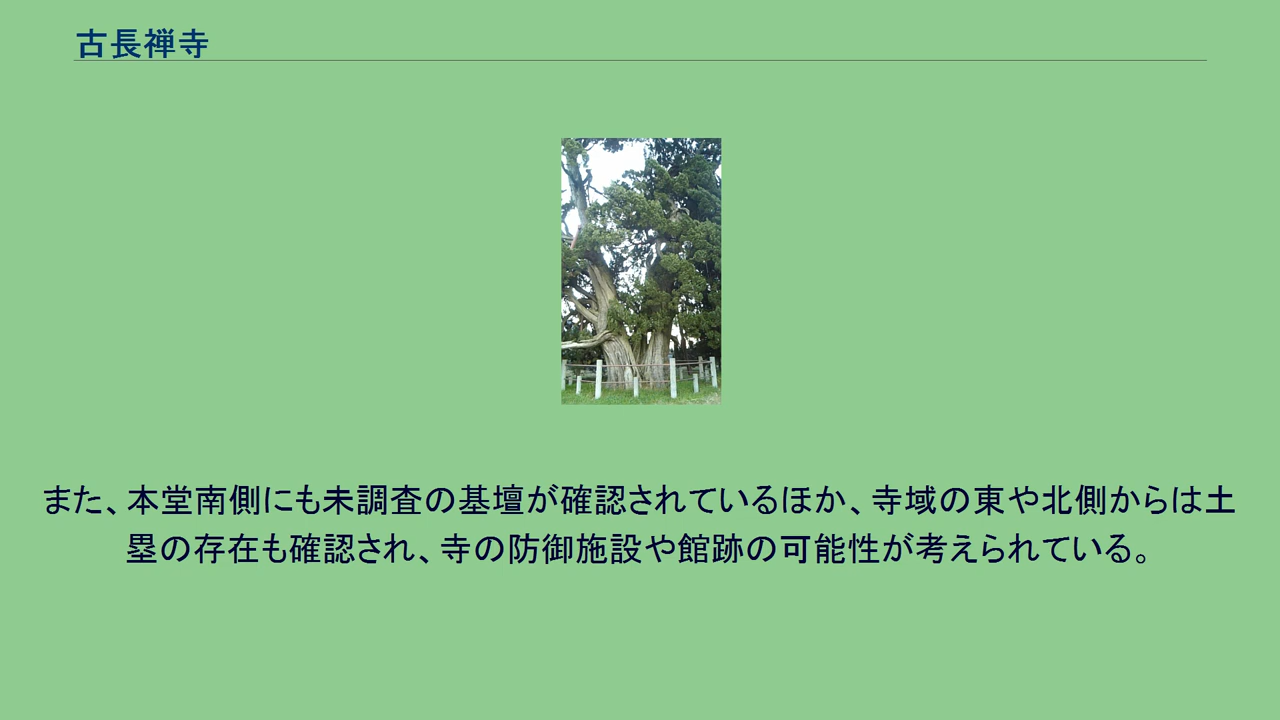 古長禅寺
また、本堂南側にも未調査の基壇が確認されているほか、寺域の東や北側からは土
塁の存在も確認され、寺の防御施設や館跡の可能性が考えられている。